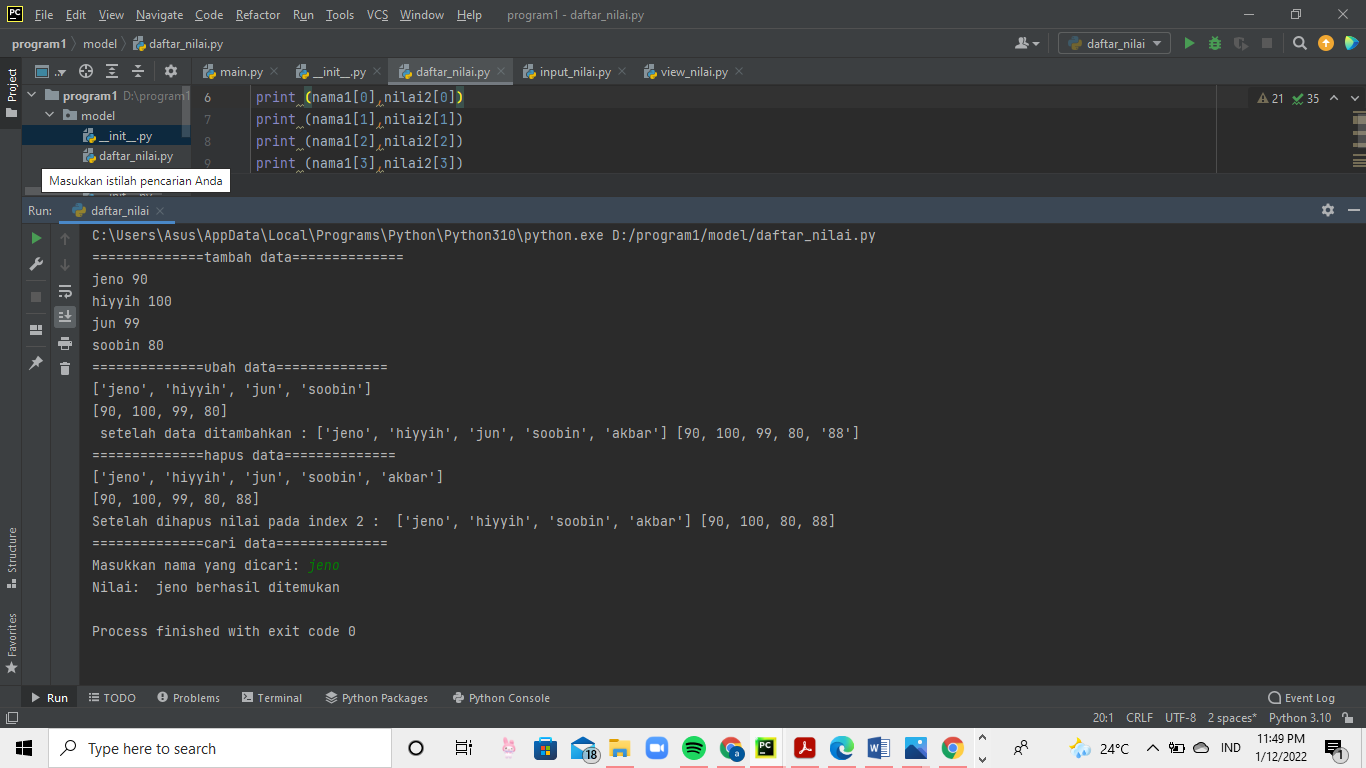 File Edit View Navigate Code Refactor Run Tools VCS Window Help program1 - daftar_nilai.py
program1 model daftar_nilai.py daftar_nilai
Project
main.py __init__.py daftar_nilai.py input_nilai.py view_nilai.py
program1 D:\program1
model
__init__.py
daftar_nilai.py
Masukkan istilah pencarian Anda
6 print (nama1[0],nilai2[0])
7 print (nama1[1],nilai2[1])
8 print (nama1[2],nilai2[2])
9 print (nama1[3],nilai2[3])
21 35
Run: daftar_nilai
C:\Users\Asus\AppData\Local\Programs\Python\Python310\python.exe D:/program1/model/daftar_nilai.py
==============tambah data==============
jeno 90
hiyyih 100
jun 99
soobin 80
==============ubah data==============
['jeno', 'hiyyih', 'jun', 'soobin']
[90, 100, 99, 80]
setelah data ditambahkan : ['jeno', 'hiyyih', 'jun', 'soobin', 'akbar'] [90, 100, 99, 80, '88']
==============hapus data==============
['jeno', 'hiyyih', 'jun', 'soobin', 'akbar']
[90, 100, 99, 80, 88]
Setelah dihapus nilai pada index 2 :  ['jeno', 'hiyyih', 'soobin', 'akbar'] [90, 100, 80, 88]
==============cari data==============
Masukkan nama yang dicari: jeno
Nilai:  jeno berhasil ditemukan
Process finished with exit code 0
Structure
Favorites
Run TODO Problems Terminal Python Packages Python Console Event Log
20:1 CRLF UTF-8 2 spaces* Python 3.10
Type here to search
18
24°C IND
11:49 PM
1/12/2022
1